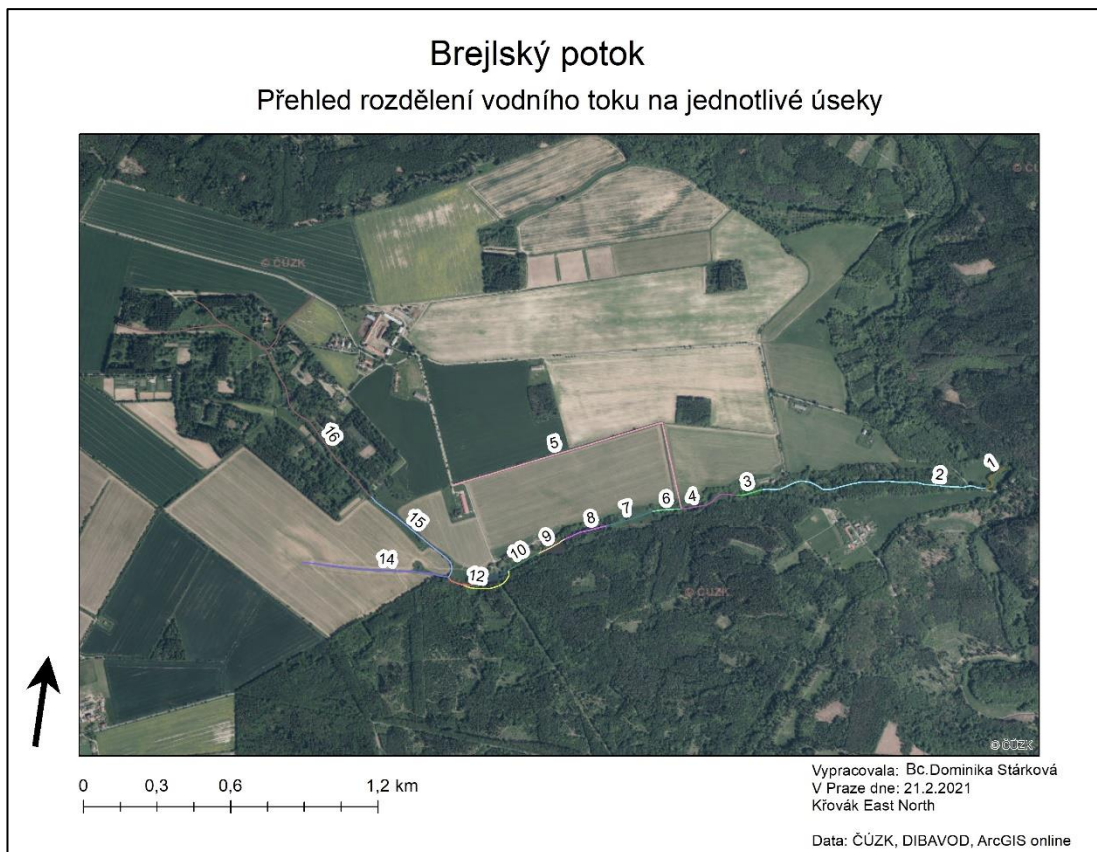 Brejlský potok
Přehled rozdělení vodního toku na jednotlivé úseky
© ČÚZK
© ČÚ
16
5
1
2
3
4
6
7
8
9
10
15
14
12
© ČÚZK
© ČÚZK
0 0,3 0,6 1,2 km
Vypracovala: Bc.Dominika Stárková
V Praze dne: 21.2.2021
Křovák East North
Data: ČÚZK, DIBAVOD, ArcGIS online